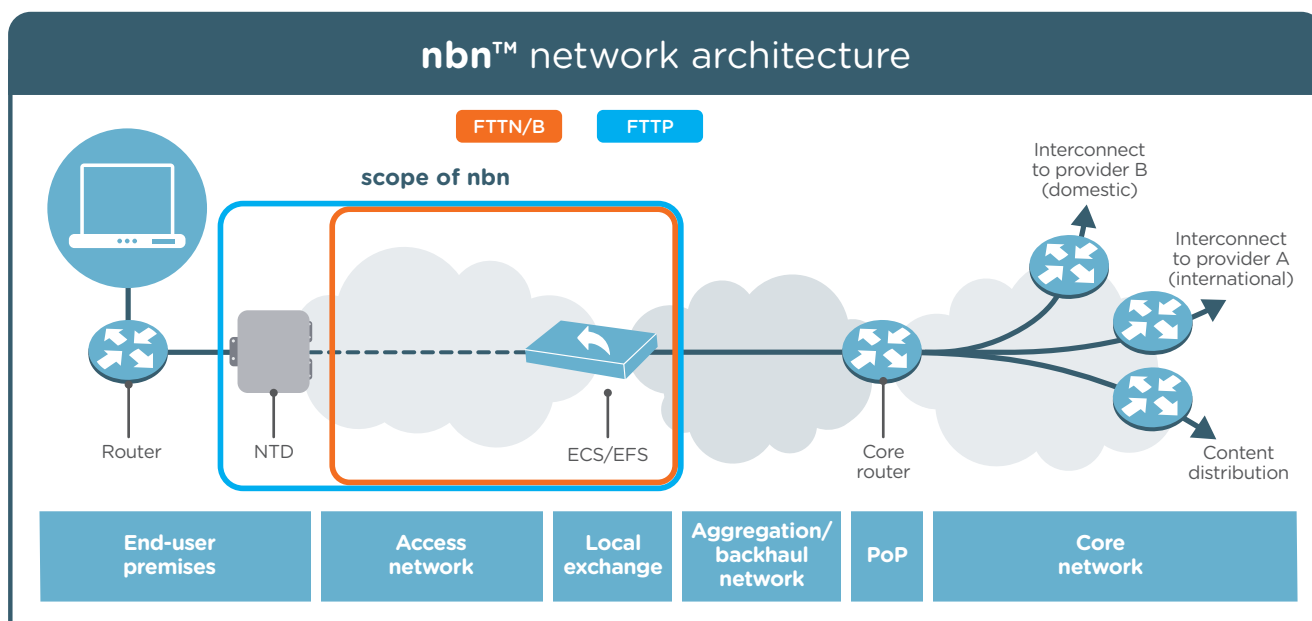 nbn™ network architecture
FTTN/B
FTTP
scope of nbn
Interconnect
to provider B
(domestic)
Interconnect
to provider A
(international)
Router
NTD
ECS/EFS
Core
router
Content
distribution
End-user
premises
Access
network
Local
exchange
Aggregation/
backhaul
network
PoP
Core
network